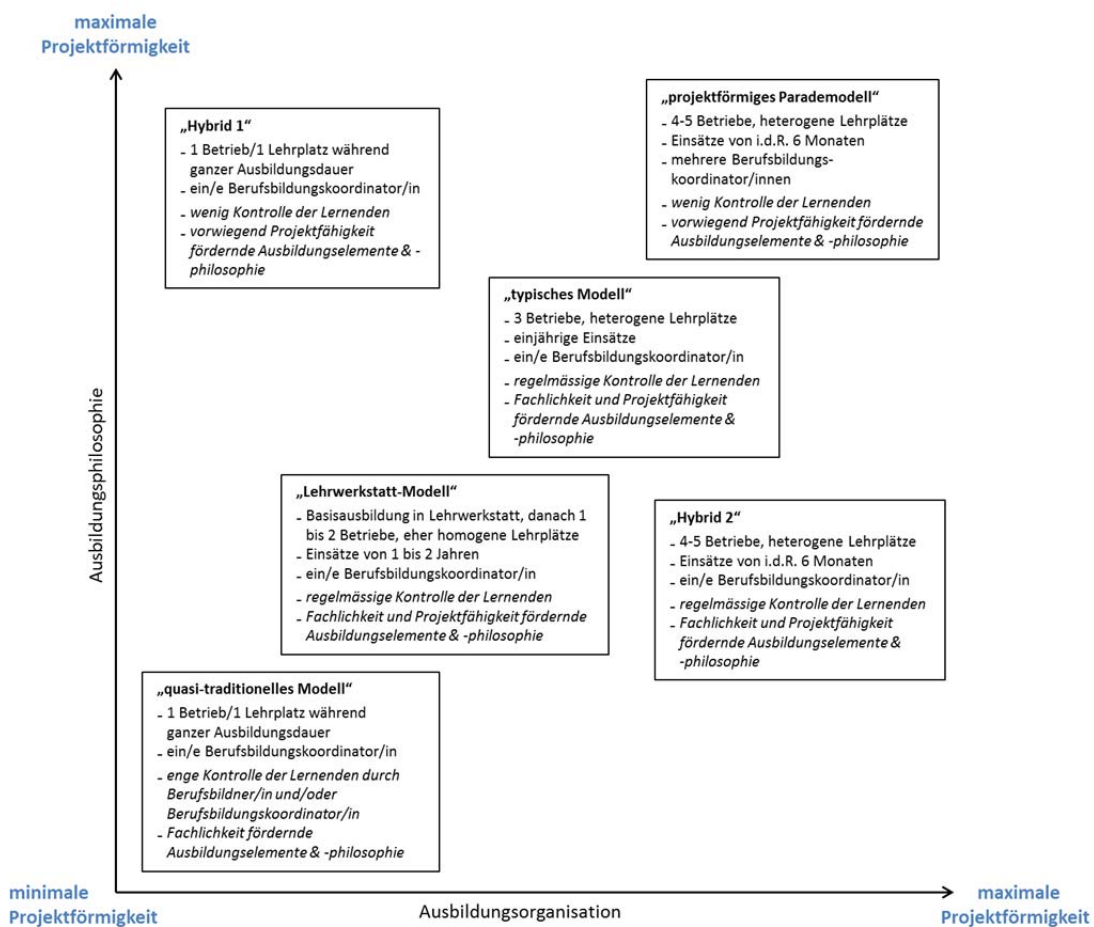 maximale
Projektförmigkeit
„Hybrid 1“
- 1 Betrieb/1 Lehrplatz während
ganzer Ausbildungsdauer
- ein/e Berufsbildungskoordinator/in
- wenig Kontrolle der Lernenden
- vorwiegend Projektfähigkeit
fördernde Ausbildungselemente & -
philosophie
„projektförmiges Parademodell“
- 4-5 Betriebe, heterogene Lehrplätze
- Einsätze von i.d.R. 6 Monaten
- mehrere Berufsbildungs-
koordinator/innen
- wenig Kontrolle der Lernenden
- vorwiegend Projektfähigkeit fördernde
Ausbildungselemente & -philosophie
„typisches Modell“
- 3 Betriebe, heterogene Lehrplätze
- einjährige Einsätze
- ein/e Berufsbildungskoordinator/in
- regelmässige Kontrolle der Lernenden
- Fachlichkeit und Projektfähigkeit
fördernde Ausbildungselemente &
-philosophie
Ausbildungsphilosophie
„Lehrwerkstatt-Modell“
- Basisausbildung in Lehrwerkstatt, danach 1
bis 2 Betriebe, eher homogene Lehrplätze
- Einsätze von 1 bis 2 Jahren
- ein/e Berufsbildungskoordinator/in
- regelmässige Kontrolle der Lernenden
- Fachlichkeit und Projektfähigkeit fördernde
Ausbildungselemente & -philosophie
„Hybrid 2“
- 4-5 Betriebe, heterogene Lehrplätze
- Einsätze von i.d.R. 6 Monaten
- ein/e Berufsbildungskoordinator/in
- regelmässige Kontrolle der Lernenden
- Fachlichkeit und Projektfähigkeit
fördernde Ausbildungselemente &
-philosophie
„quasi-traditionelles Modell“
- 1 Betrieb/1 Lehrplatz während
ganzer Ausbildungsdauer
- ein/e Berufsbildungskoordinator/in
- enge Kontrolle der Lernenden durch
Berufsbildner/in und/oder
Berufsbildungskoordinator/in
- Fachlichkeit fördernde
Ausbildungselemente & -philosophie
minimale
Projektförmigkeit
Ausbildungsorganisation
maximale
Projektförmigkeit